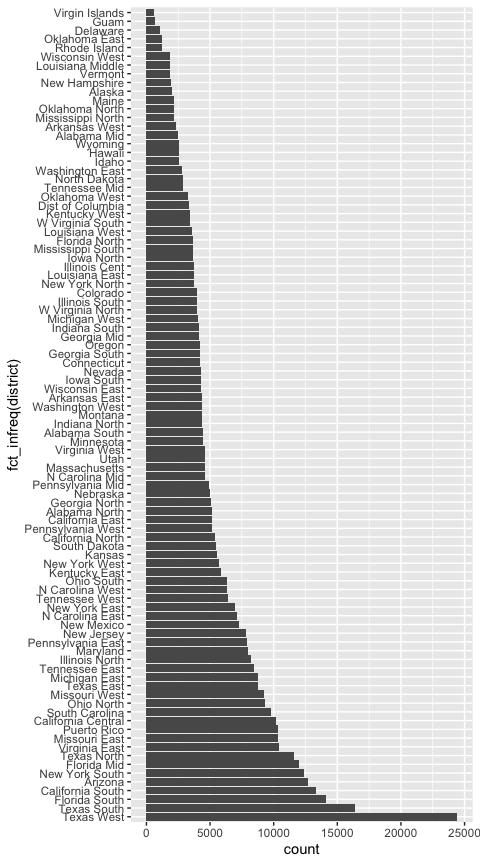 Virgin Islands
Guam
Delaware
Oklahoma East
Rhode Island
Wisconsin West
Louisiana Middle
Vermont
New Hampshire
Alaska
Maine
Oklahoma North
Mississippi North
Arkansas West
Alabama Mid
Wyoming
Hawaii
Idaho
Washington East
North Dakota
Tennessee Mid
Oklahoma West
Dist of Columbia
Kentucky West
W Virginia South
Louisiana West
Florida North
Mississippi South
Iowa North
Illinois Cent
Louisiana East
New York North
Colorado
Illinois South
W Virginia North
Michigan West
Indiana South
Georgia Mid
Oregon
Georgia South
Connecticut
Nevada
Iowa South
Wisconsin East
Arkansas East
Washington West
Montana
Indiana North
Alabama South
Minnesota
Virginia West
Utah
Massachusetts
N Carolina Mid
Pennsylvania Mid
Nebraska
Georgia North
Alabama North
California East
Pennsylvania West
California North
South Dakota
Kansas
New York West
Kentucky East
Ohio South
N Carolina West
Tennessee West
New York East
N Carolina East
New Mexico
New Jersey
Pennsylvania East
Maryland
Illinois North
Tennessee East
Michigan East
Texas East
Missouri West
Ohio North
South Carolina
California Central
Puerto Rico
Missouri East
Virginia East
Texas North
Florida Mid
New York South
Arizona
California South
Florida South
Texas South
Texas West
fct_infreq(district)
0 5000 10000 15000 20000 25000
count